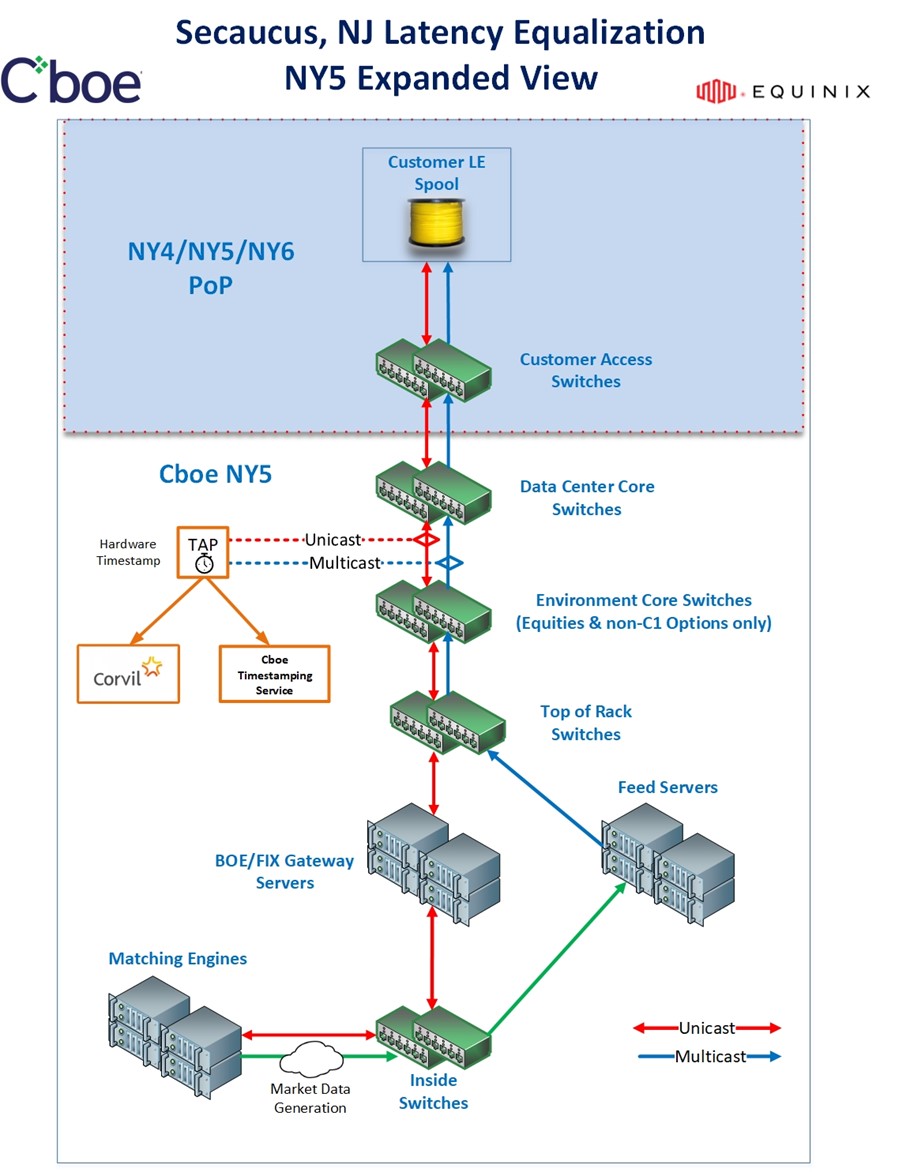 Secaucus, NJ Latency Equalization
NY5 Expanded View
Cboe
EQUINIX
Customer LE
Spool
NY4/NY5/NY6
PoP
Customer Access
Switches
Cboe NY5
Data Center Core
Switches
Hardware
Timestamp
TAP
Unicast
Multicast
Environment Core Switches
(Equities & non-C1 Options only)
Corvil
Cboe
Timestamping
Service
Top of Rack
Switches
Feed Servers
BOE/FIX Gateway
Servers
Matching Engines
Unicast
Multicast
Market Data
Generation
Inside
Switches